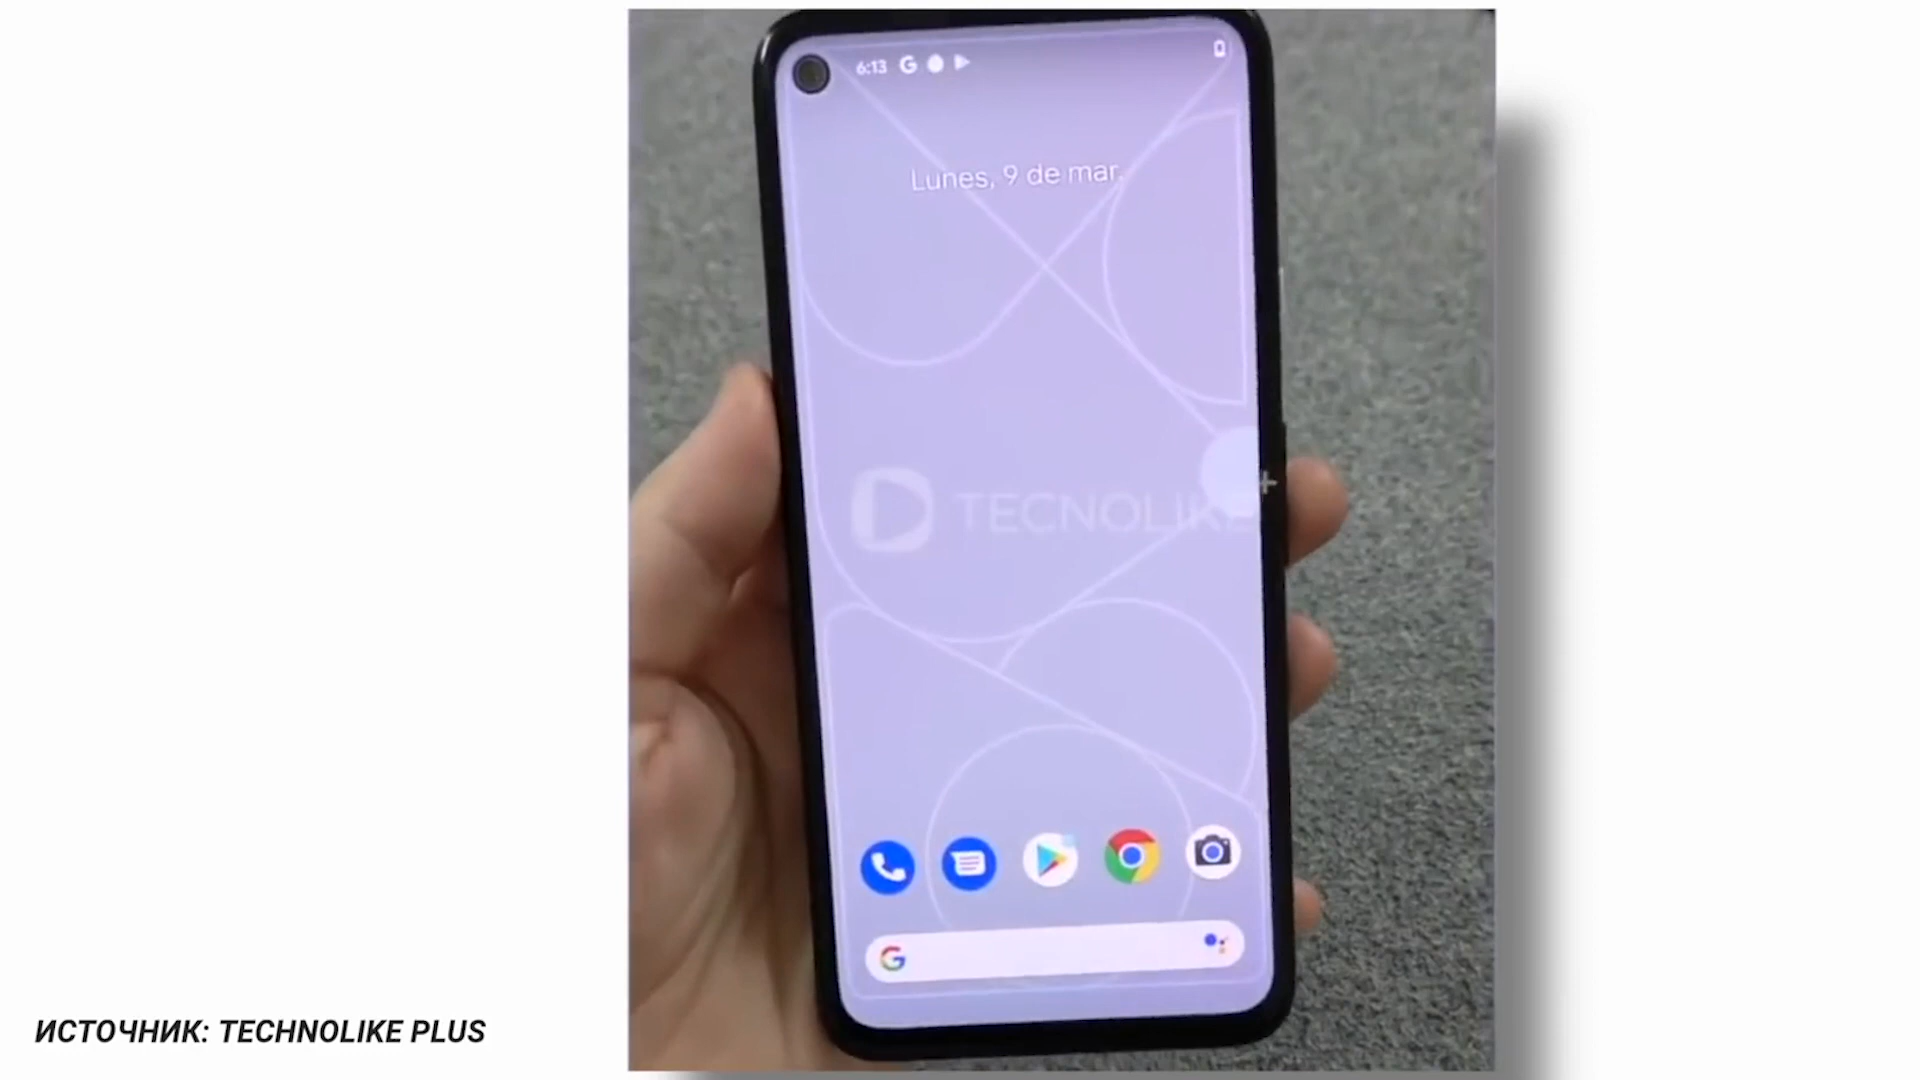 6:13
Lunes, 9 de mar.
TECNOLIKE
ИСТОЧНИК: TECHNOLIKE PLUS